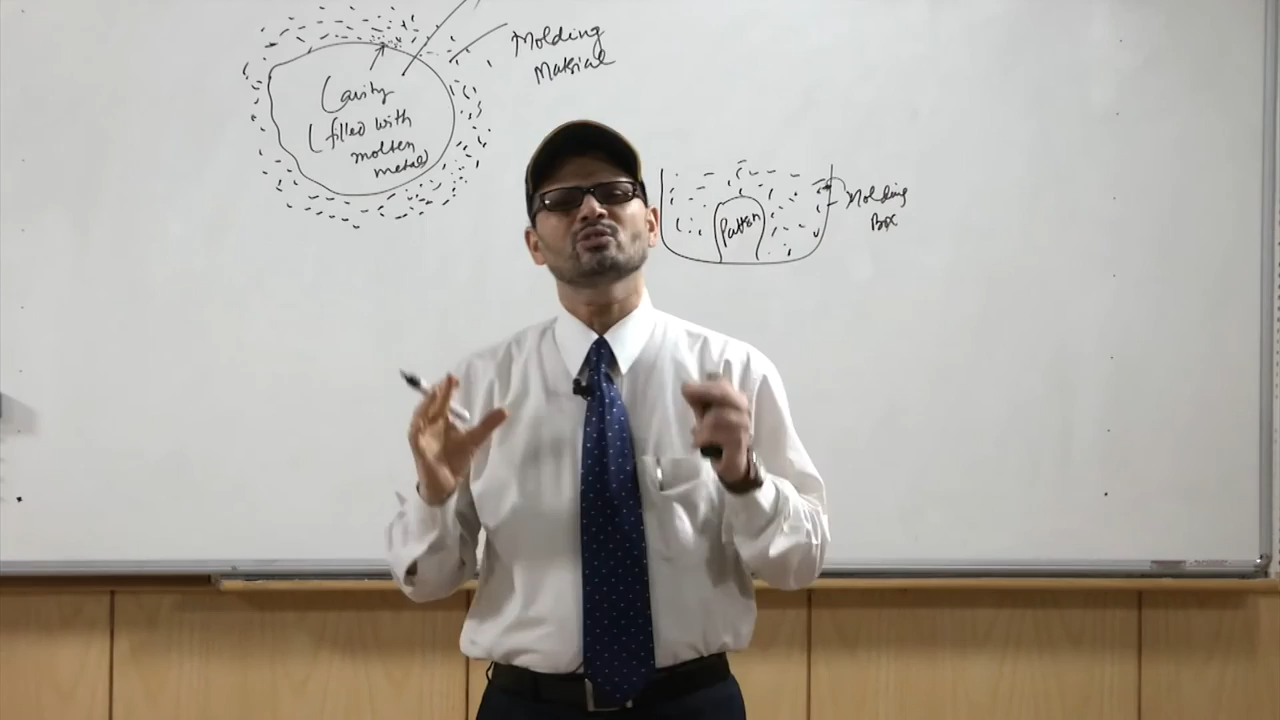 Molding
Material
Cavity
(filled with
molten
metal)
Pattern
Molding
Box